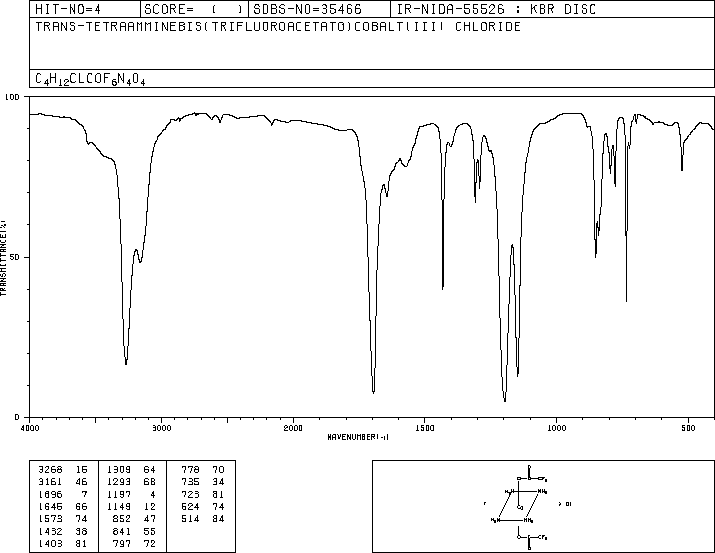 HIT-NO=4 SCORE= ( ) SDBS-NO=35466 IR-NIDA-55526 : KBR DISC
TRANS-TETRAAMMINEBIS(TRIFLUOROACETATO)COBALT(III) CHLORIDE
C4H12CLCOF6N4O4
100
50
0
TRANSMITTANCE(%)
4000 3000 2000 1500 1000 500
WAVENUMBER(-1)
3268 16 1309 64 778 70
3161 46 1293 68 735 34
1696 7 1197 4 723 81
1645 66 1149 12 524 74
1573 74 852 47 514 84
1432 38 841 55
1403 81 797 72